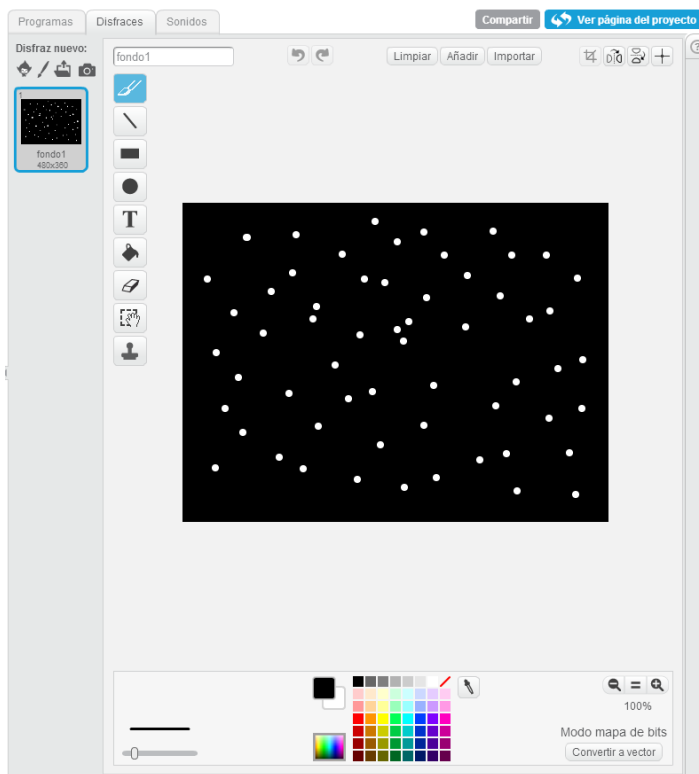 Programas Disfraces Sonidos Compartir Ver página del proyecto
Disfraz nuevo:
fondo1 Limpiar Añadir Importar
1
T
fondo1
480x360
100%
Modo mapa de bits
Convertir a vector